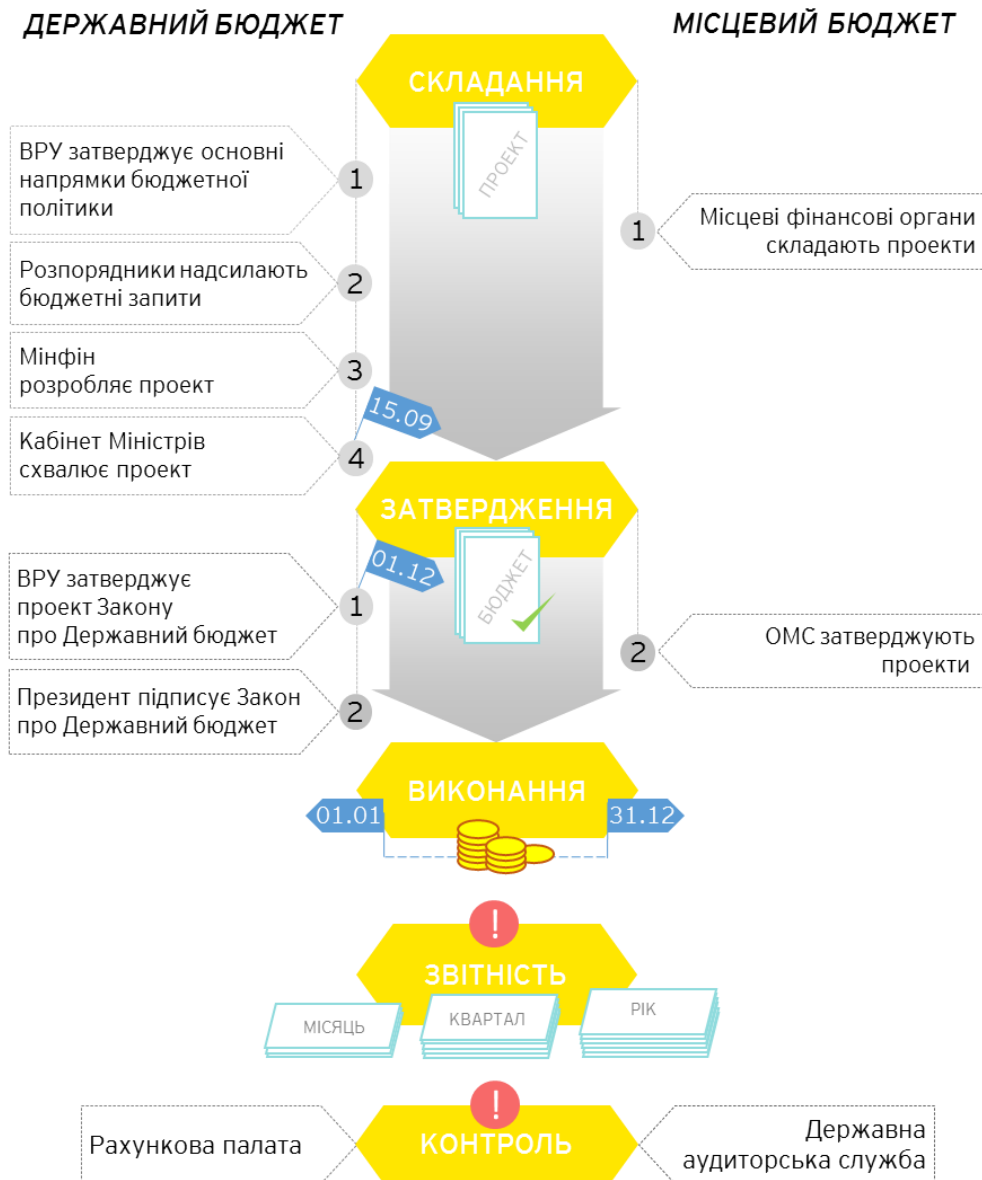 ДЕРЖАВНИЙ БЮДЖЕТ
МІСЦЕВИЙ БЮДЖЕТ
СКЛАДАННЯ
ПРОЕКТ
ВРУ затверджує основні
напрямки бюджетної
політики
1
Розпорядники надсилають
бюджетні запити
2
Мінфін
розробляє проект
3
15.09
Кабінет Міністрів
схвалює проект
4
1
Місцеві фінансові органи
складають проекти
ЗАТВЕРДЖЕННЯ
01.12
БЮДЖЕТ
ВРУ затверджує
проект Закону
про Державний бюджет
1
Президент підписує Закон
про Державний бюджет
2
2
ОМС затверджують
проекти
ВИКОНАННЯ
01.01
31.12
!
ЗВІТНІСТЬ
МІСЯЦЬ
КВАРТАЛ
РІК
!
КОНТРОЛЬ
Рахункова палата
Державна
аудиторська служба